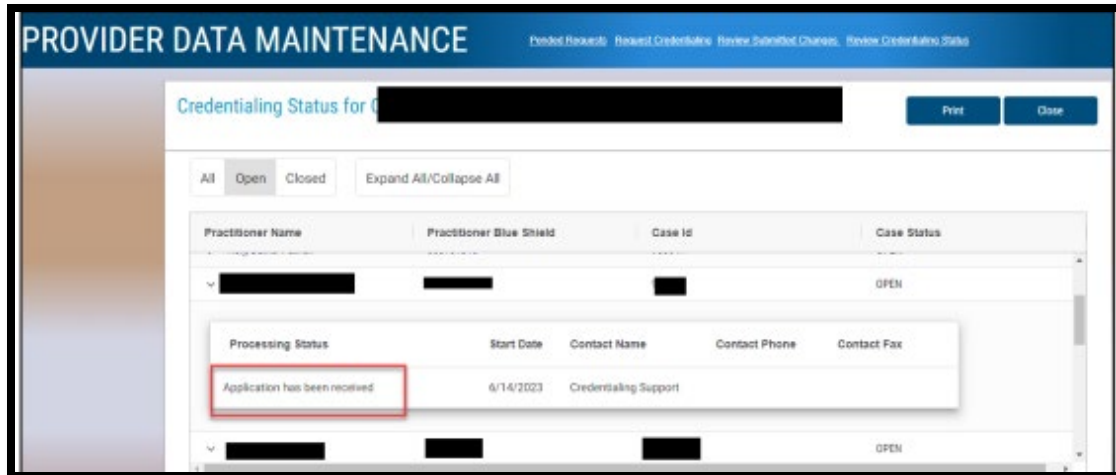 PROVIDER DATA MAINTENANCE
Pended Requests Request Credentialing Review Submitted Changes Review Credentialing Status
Credentialing Status for
Print Close
All Open Closed Expand All/Collapse All
Practitioner Name Practitioner Blue Shield Case Id Case Status
OPEN
Processing Status Start Date Contact Name Contact Phone Contact Fax
Application has been received 6/14/2023 Credentialing Support
OPEN